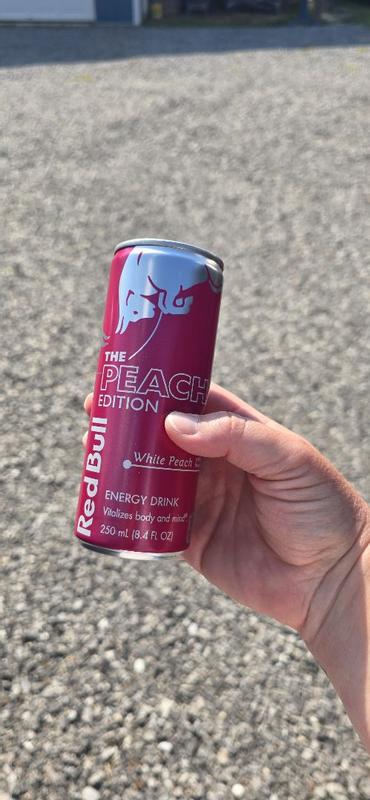 THE
PEACH
EDITION
White Peach
Red Bull
ENERGY DRINK
Vitalizes body and mind®
250 mL (8.4 FL OZ)